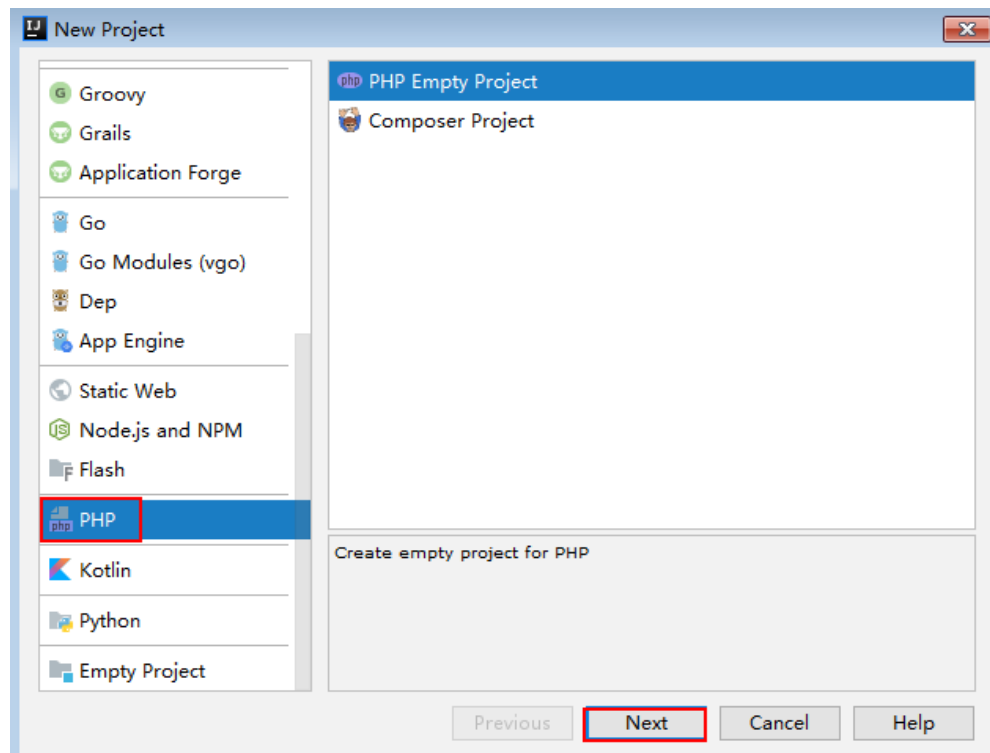 New Project
Groovy
Grails
Application Forge
Go
Go Modules (vgo)
Dep
App Engine
Static Web
Node.js and NPM
Flash
PHP
Kotlin
Python
Empty Project
PHP Empty Project
Composer Project
Create empty project for PHP
Previous
Next
Cancel
Help